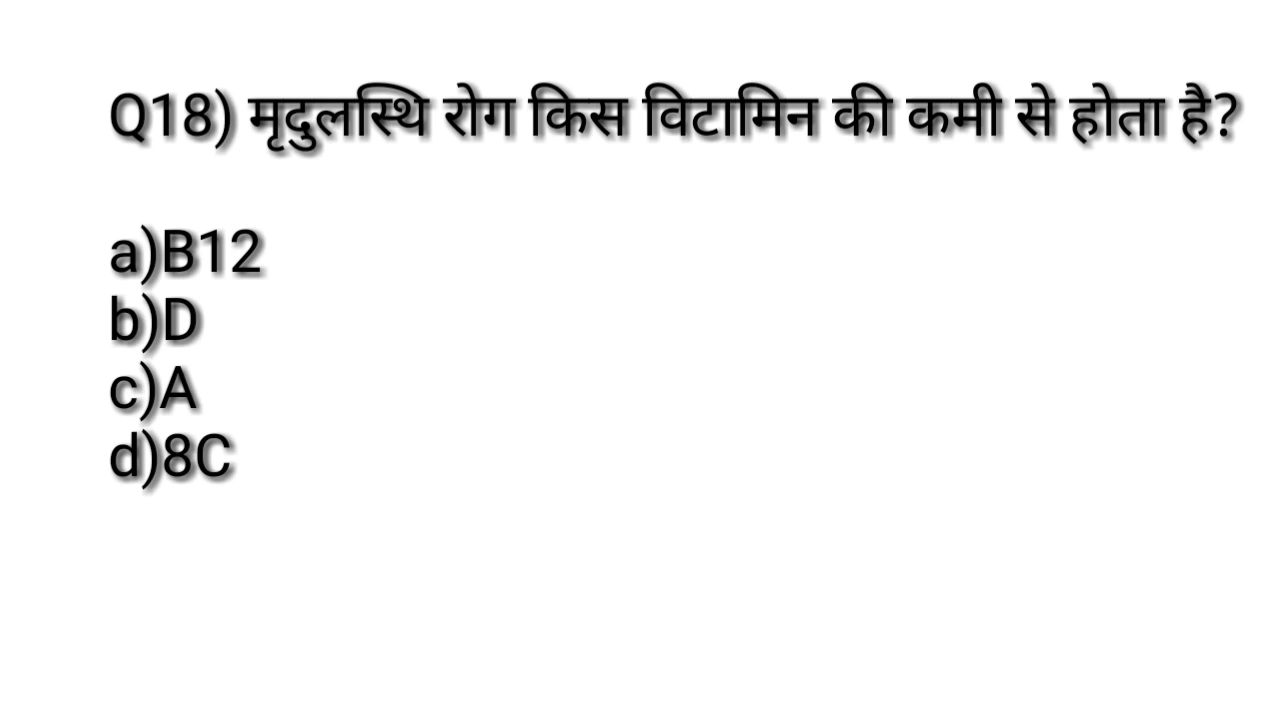 Q18) मृदुलस्थि रोग किस विटामिन की कमी से होता है?
a)B12
b)D
c)A
d)8C